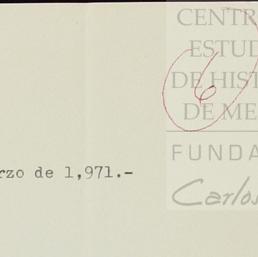 CENTR
ESTUD
DE HIST
DE ME
6
FUNDA
Carlos
rzo de 1,971.-